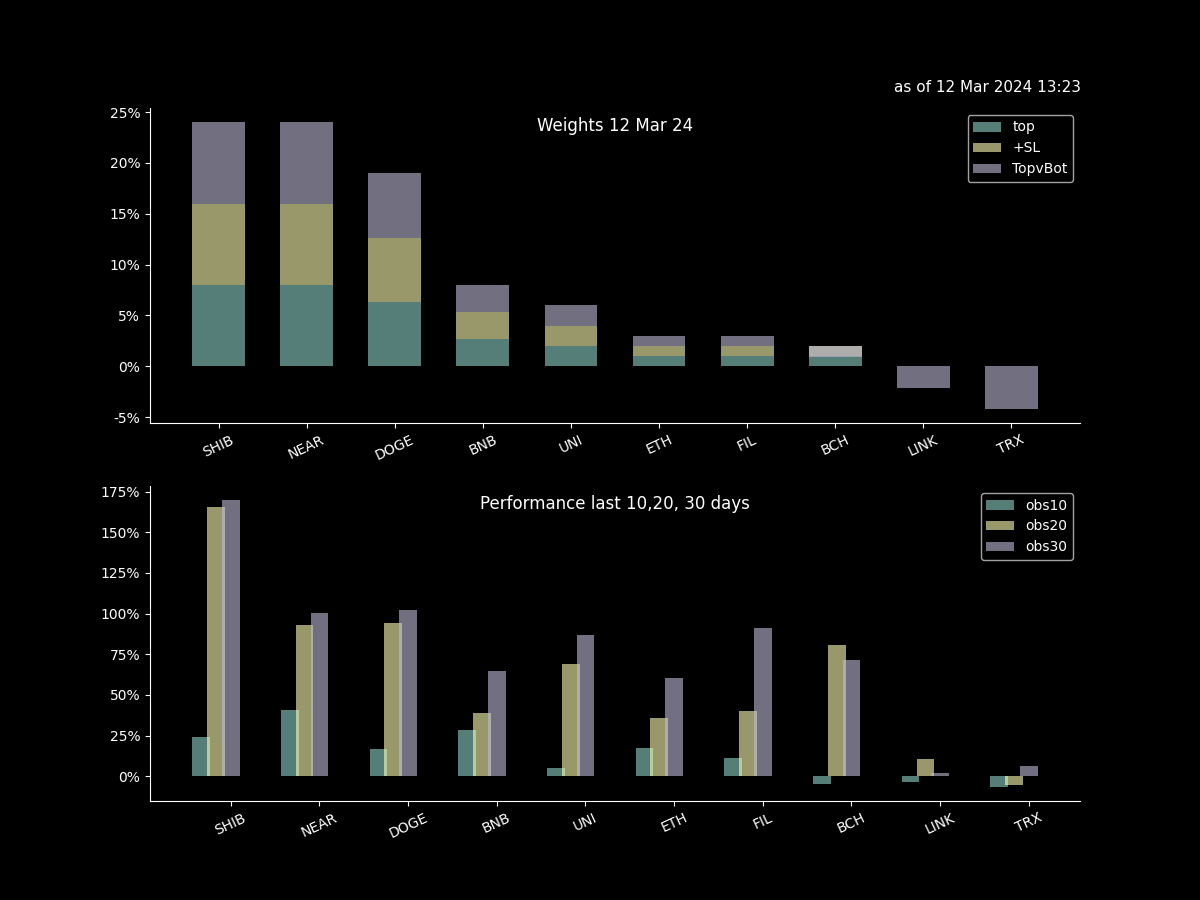 as of 12 Mar 2024 13:23
Weights 12 Mar 24
top
+SL
TopvBot
25%
20%
15%
10%
5%
0%
-5%
SHIB NEAR DOGE BNB UNI ETH FIL BCH LINK TRX
Performance last 10,20, 30 days
obs10
obs20
obs30
175%
150%
125%
100%
75%
50%
25%
0%
SHIB NEAR DOGE BNB UNI ETH FIL BCH LINK TRX